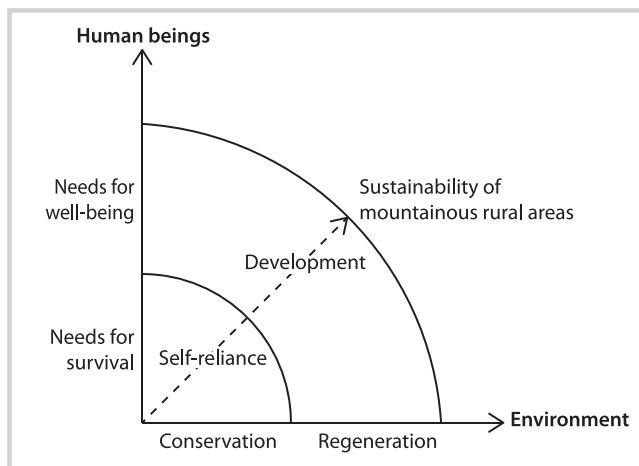 Human beings
Needs for
well-being
Sustainability of
mountainous rural areas
Development
Needs for
survival
Self-reliance
Environment
Conservation
Regeneration